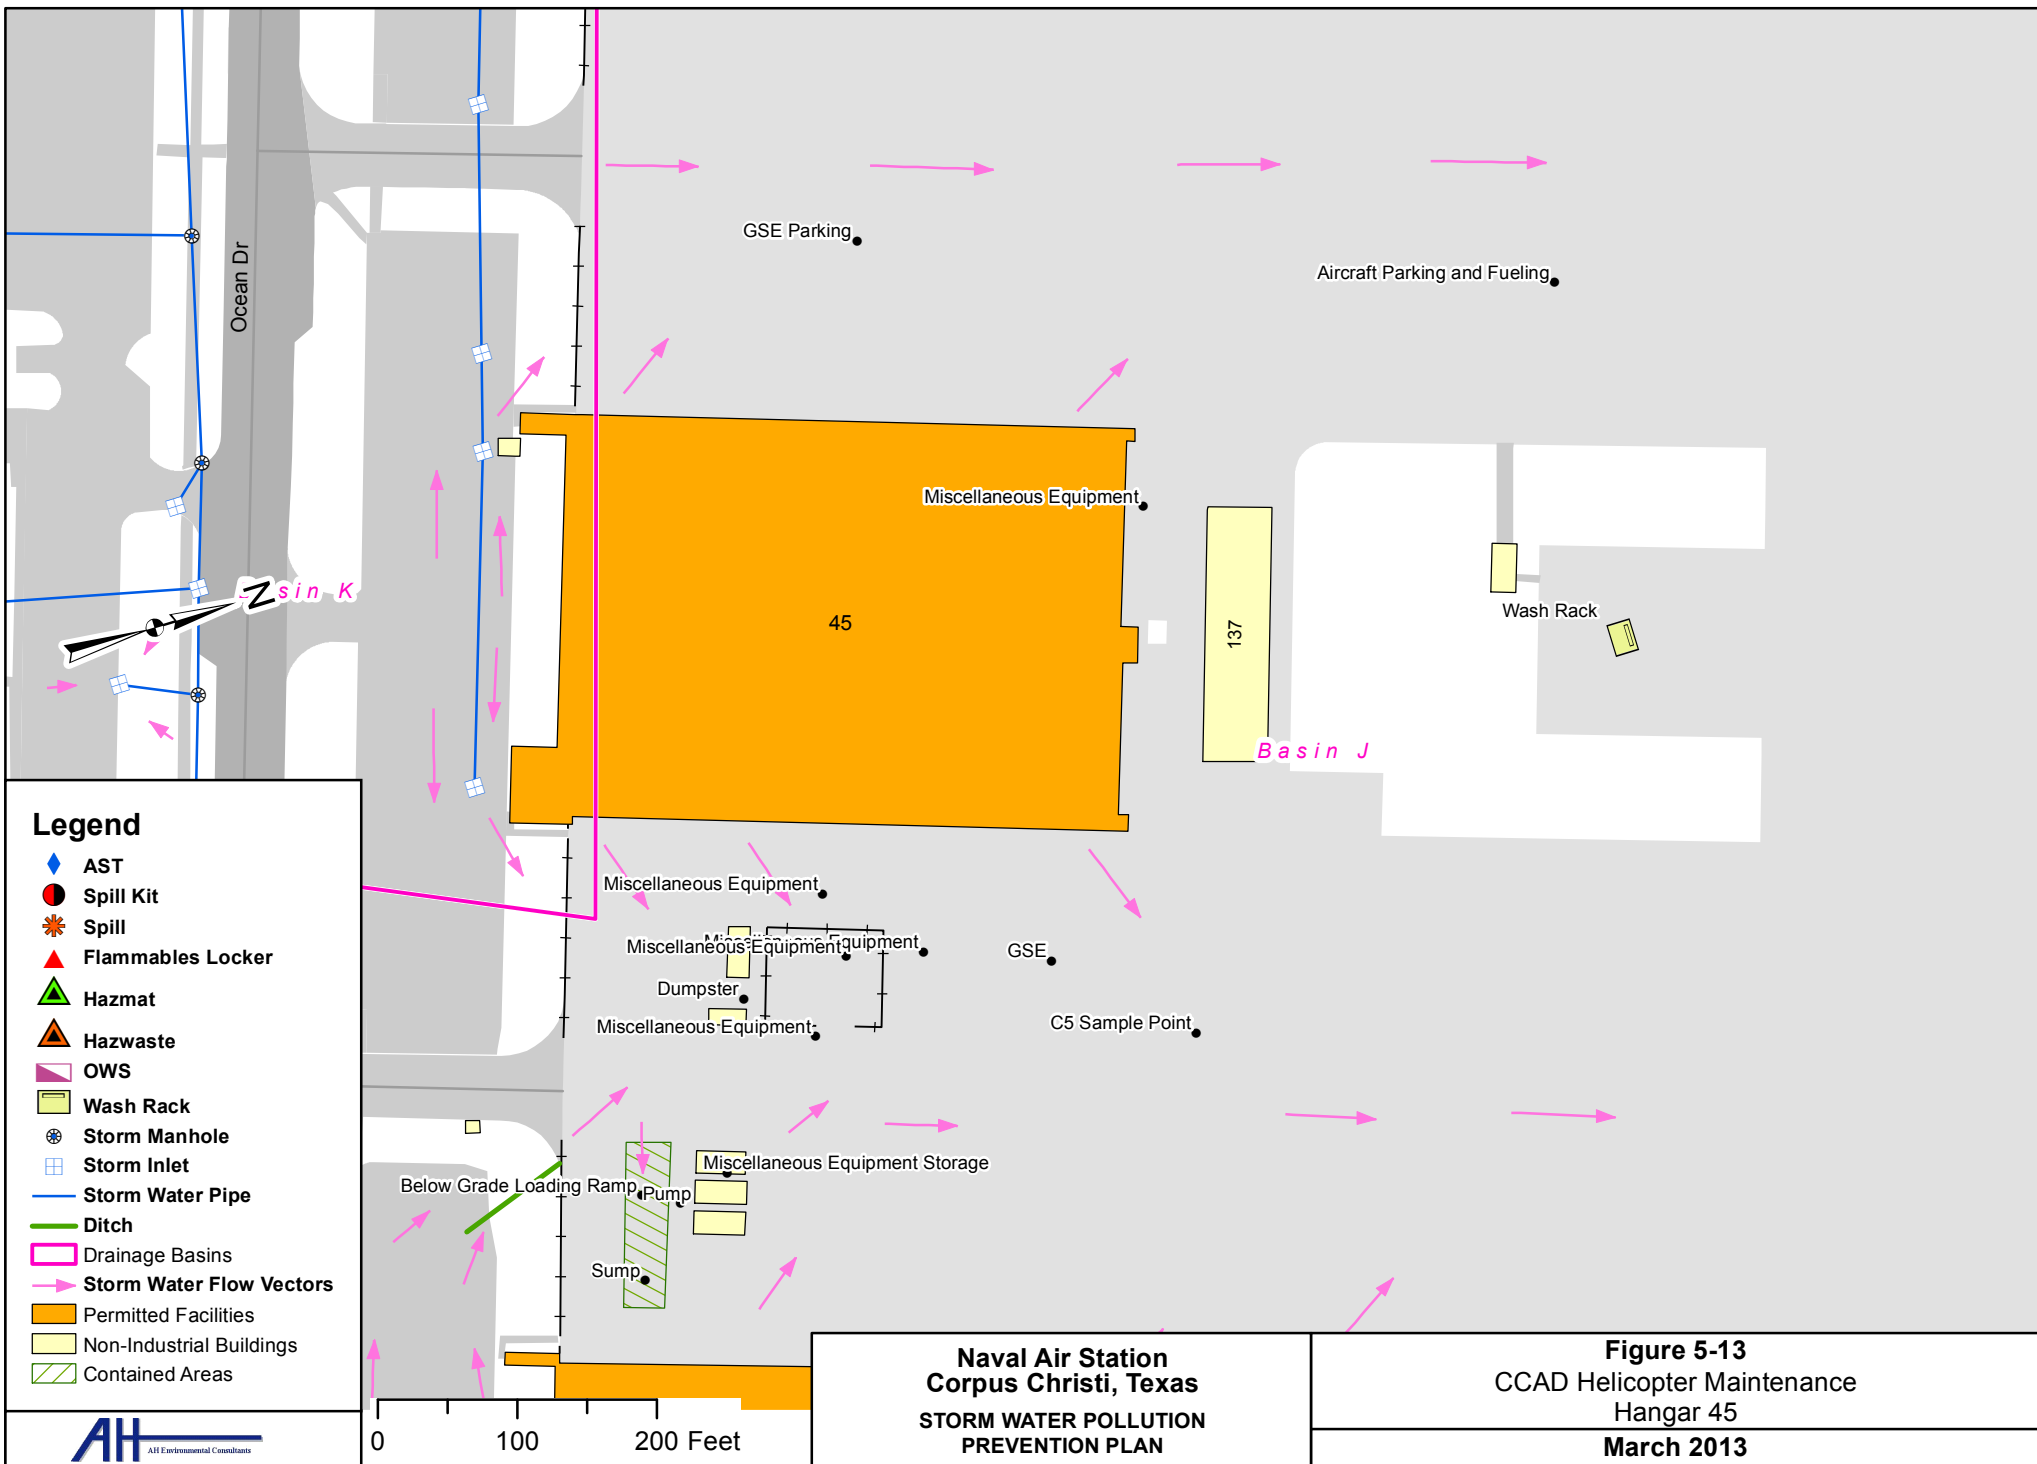 GSE Parking
Aircraft Parking and Fueling
Ocean Dr
Miscellaneous Equipment
sin K
N
45
137
Wash Rack
Basin J
Miscellaneous Equipment
Miscellaneous Equipment
Miscellaneous Equipment
GSE
Dumpster
Miscellaneous Equipment
C5 Sample Point
Miscellaneous Equipment Storage
Below Grade Loading Ramp
Pump
Sump
Legend
AST
Spill Kit
Spill
Flammables Locker
Hazmat
Hazwaste
OWS
Wash Rack
Storm Manhole
Storm Inlet
Storm Water Pipe
Ditch
Drainage Basins
Storm Water Flow Vectors
Permitted Facilities
Non-Industrial Buildings
Contained Areas
AH AH Environmental Consultants
0 100 200 Feet
Naval Air Station
Corpus Christi, Texas
STORM WATER POLLUTION
PREVENTION PLAN
Figure 5-13
CCAD Helicopter Maintenance
Hangar 45
March 2013